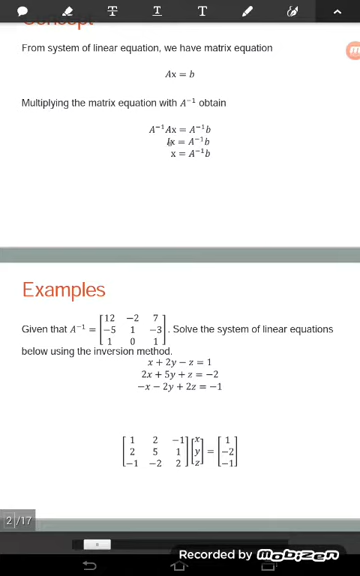 Concept
From system of linear equation, we have matrix equation
Ax = b
Multiplying the matrix equation with A⁻¹ obtain
A⁻¹Ax = A⁻¹b
Ix = A⁻¹b
x = A⁻¹b
Examples
Given that A⁻¹ = [12 −2 7; −5 1 −3; 1 0 1]. Solve the system of linear equations
below using the inversion method.
x + 2y − z = 1
2x + 5y + z = −2
−x − 2y + 2z = −1
[1 2 −1; 2 5 1; −1 −2 2] [x; y; z] = [1; −2; −1]
2 /17
Recorded by Mobizen